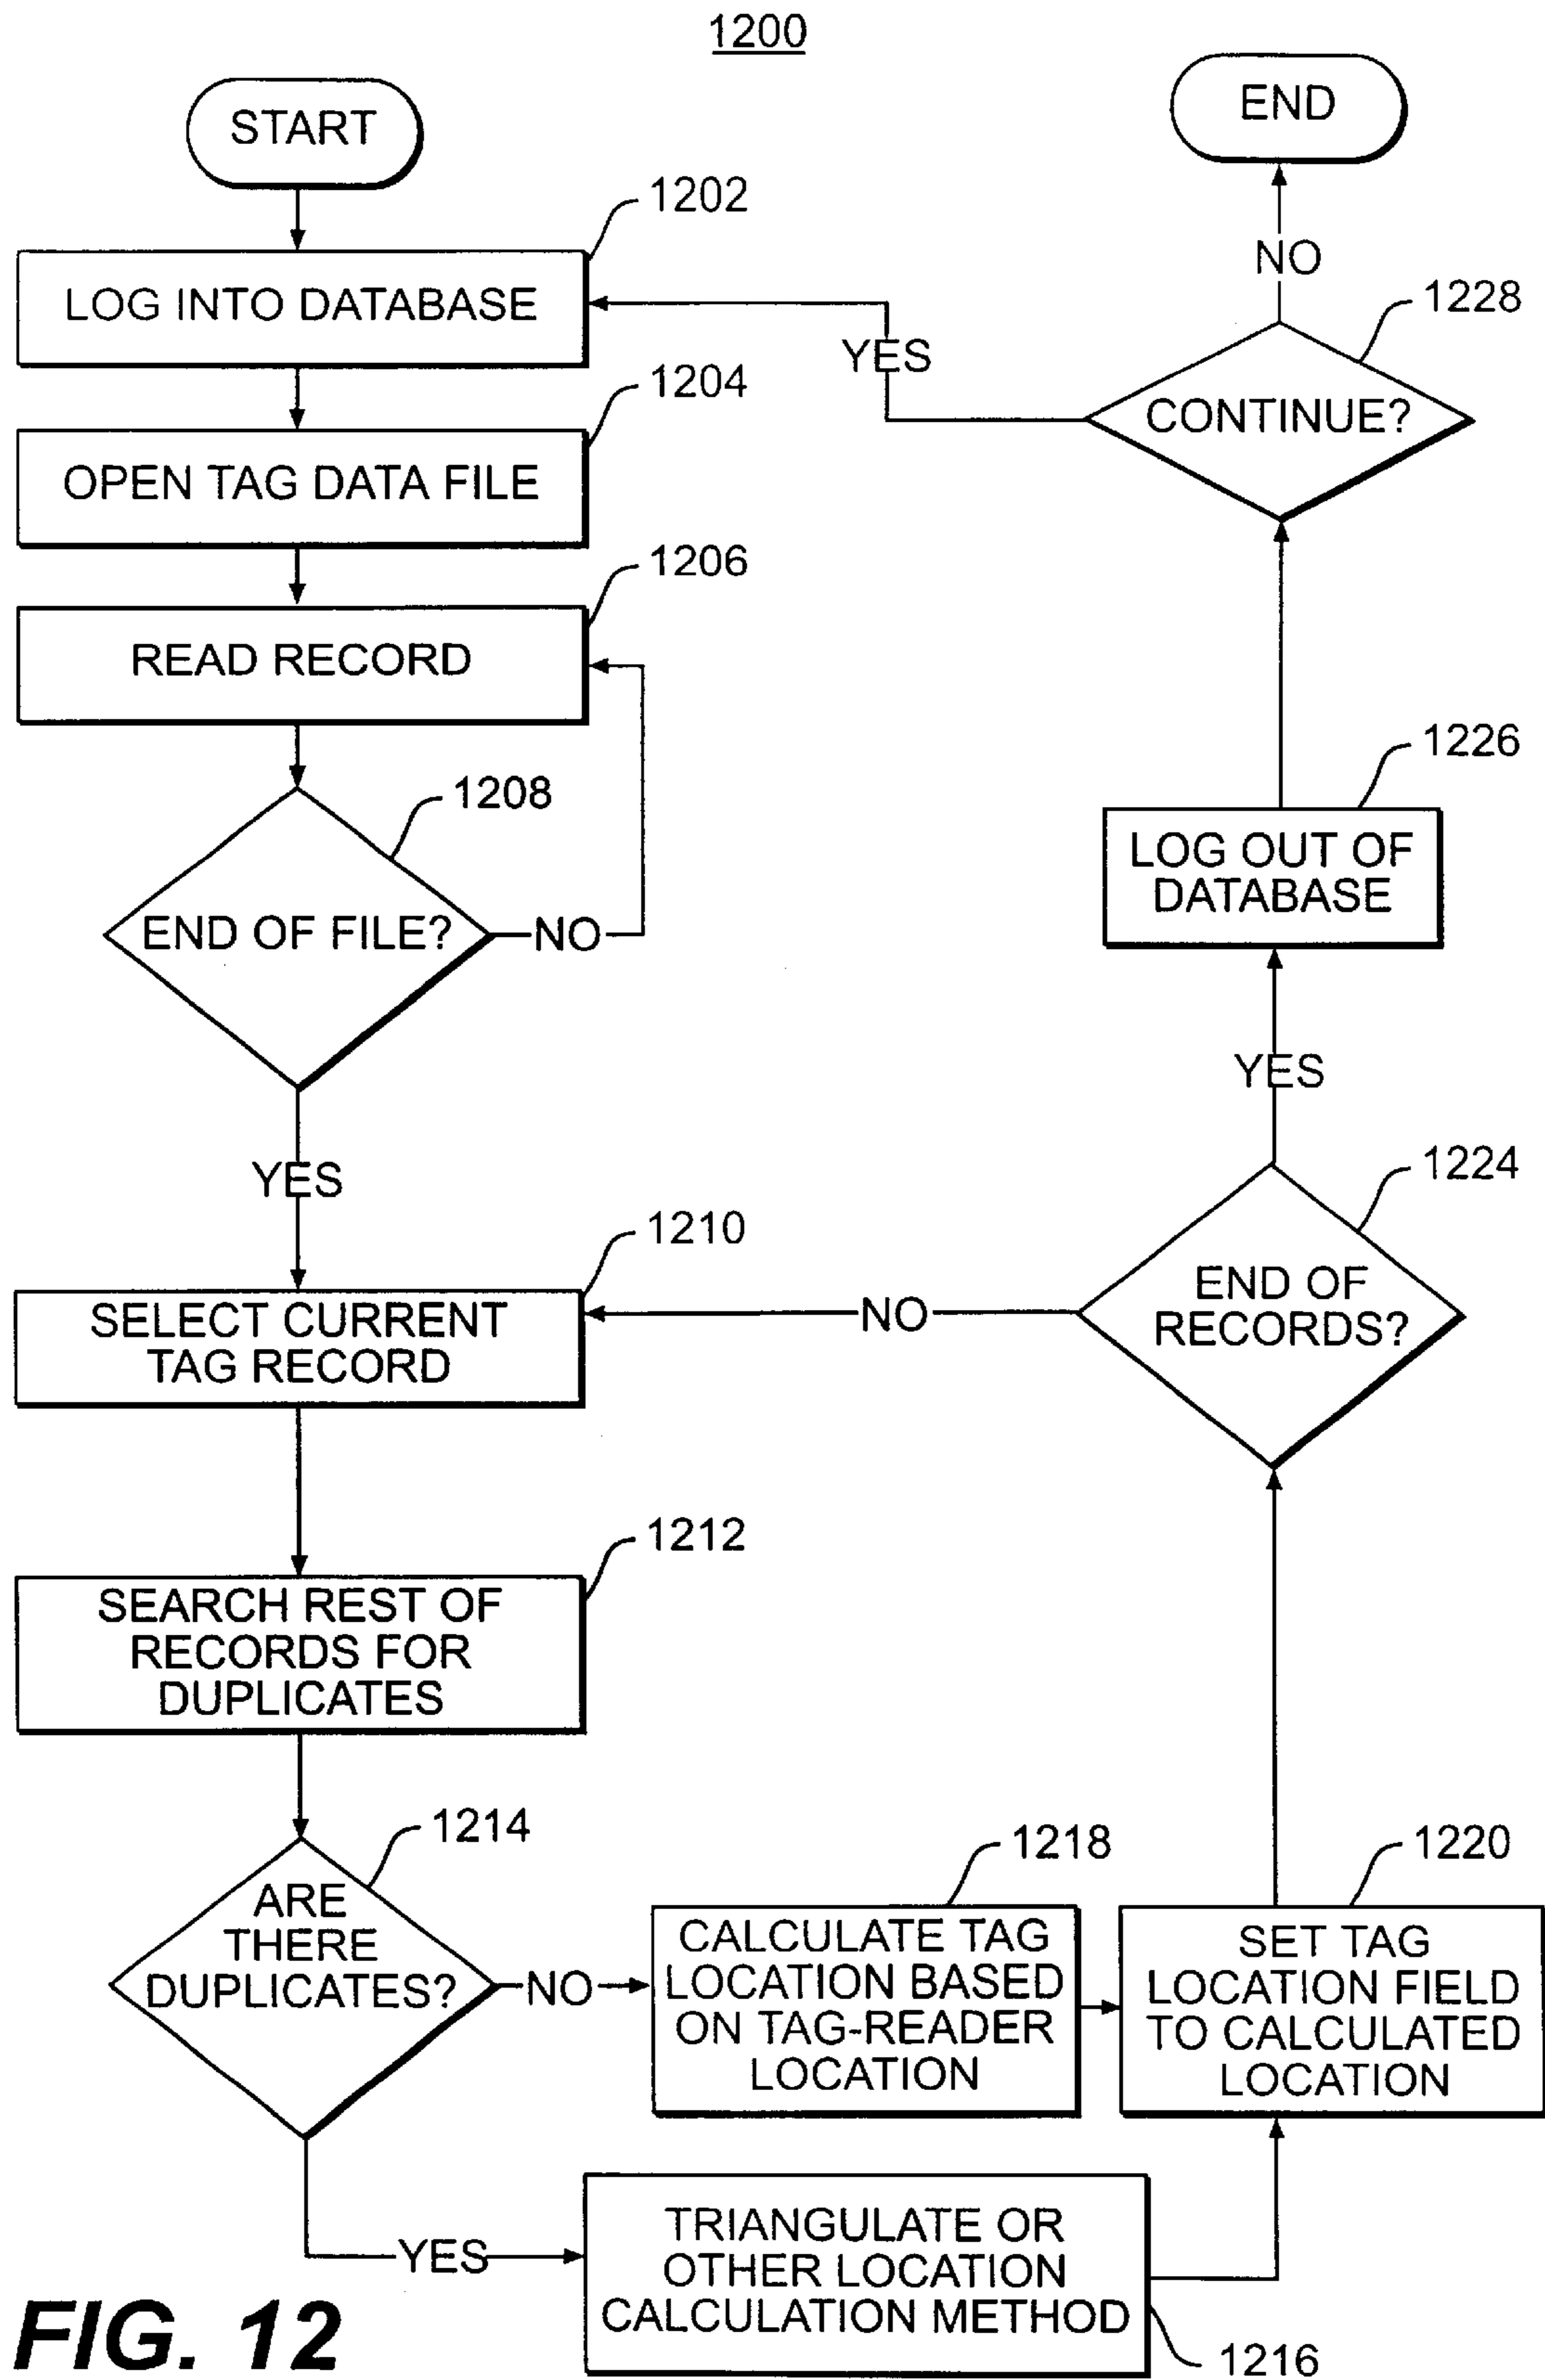 1200
START
1202
LOG INTO DATABASE
1204
OPEN TAG DATA FILE
1206
READ RECORD
1208
END OF FILE?
NO
YES
1210
SELECT CURRENT
TAG RECORD
1212
SEARCH REST OF
RECORDS FOR
DUPLICATES
1214
ARE
THERE
DUPLICATES?
NO
1218
CALCULATE TAG
LOCATION BASED
ON TAG-READER
LOCATION
YES
TRIANGULATE OR
OTHER LOCATION
CALCULATION METHOD
1216
1220
SET TAG
LOCATION FIELD
TO CALCULATED
LOCATION
1224
END OF
RECORDS?
NO
YES
1226
LOG OUT OF
DATABASE
1228
CONTINUE?
YES
NO
END
FIG. 12